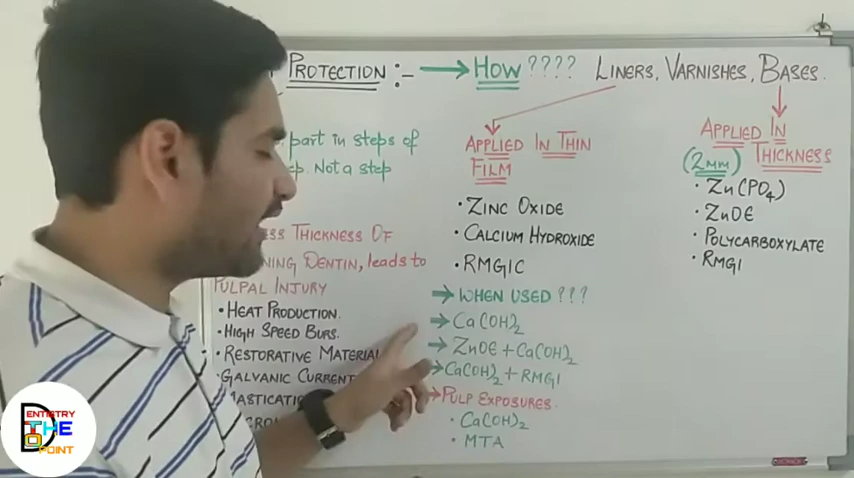 PROTECTION :- → HOW ???? LINERS, VARNISHES, BASES.
part in steps of
Not a step
THICKNESS OF
DENTIN, leads to
PULPAL INJURY
• HEAT PRODUCTION.
• HIGH SPEED BURS.
• RESTORATIVE MATERIAL
• GALVANIC CURRENT
APPLIED IN THIN
FILM
• ZINC OXIDE
• CALCIUM HYDROXIDE
• RMGIC
→ WHEN USED ???
→ Ca(OH)2
→ ZnOE + Ca(OH)2
→ Ca(OH)2 + RMGI
→ PULP EXPOSURES.
• Ca(OH)2
• MTA
APPLIED IN
(2MM) THICKNESS
• Zn(PO4)
• ZnOE
• POLYCARBOXYLATE
• RMGI
DENTISTRY
TO THE
POINT